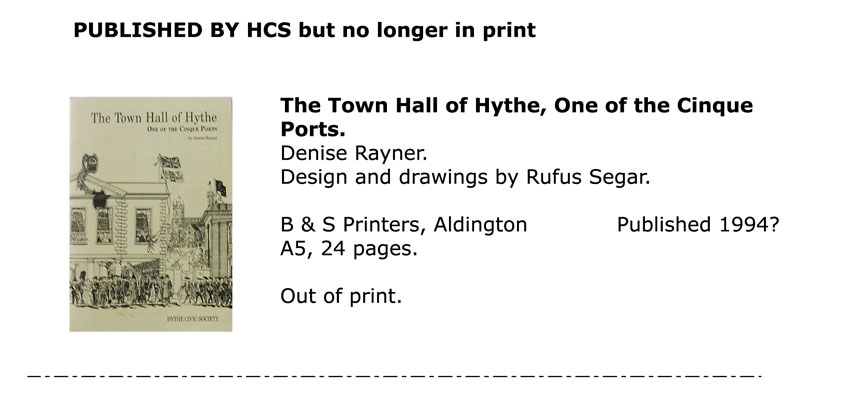 PUBLISHED BY HCS but no longer in print
The Town Hall of Hythe
ONE OF THE CINQUE PORTS
by Denise Rayner
HYTHE CIVIC SOCIETY
The Town Hall of Hythe, One of the Cinque
Ports.
Denise Rayner.
Design and drawings by Rufus Segar.
B & S Printers, Aldington Published 1994?
A5, 24 pages.
Out of print.